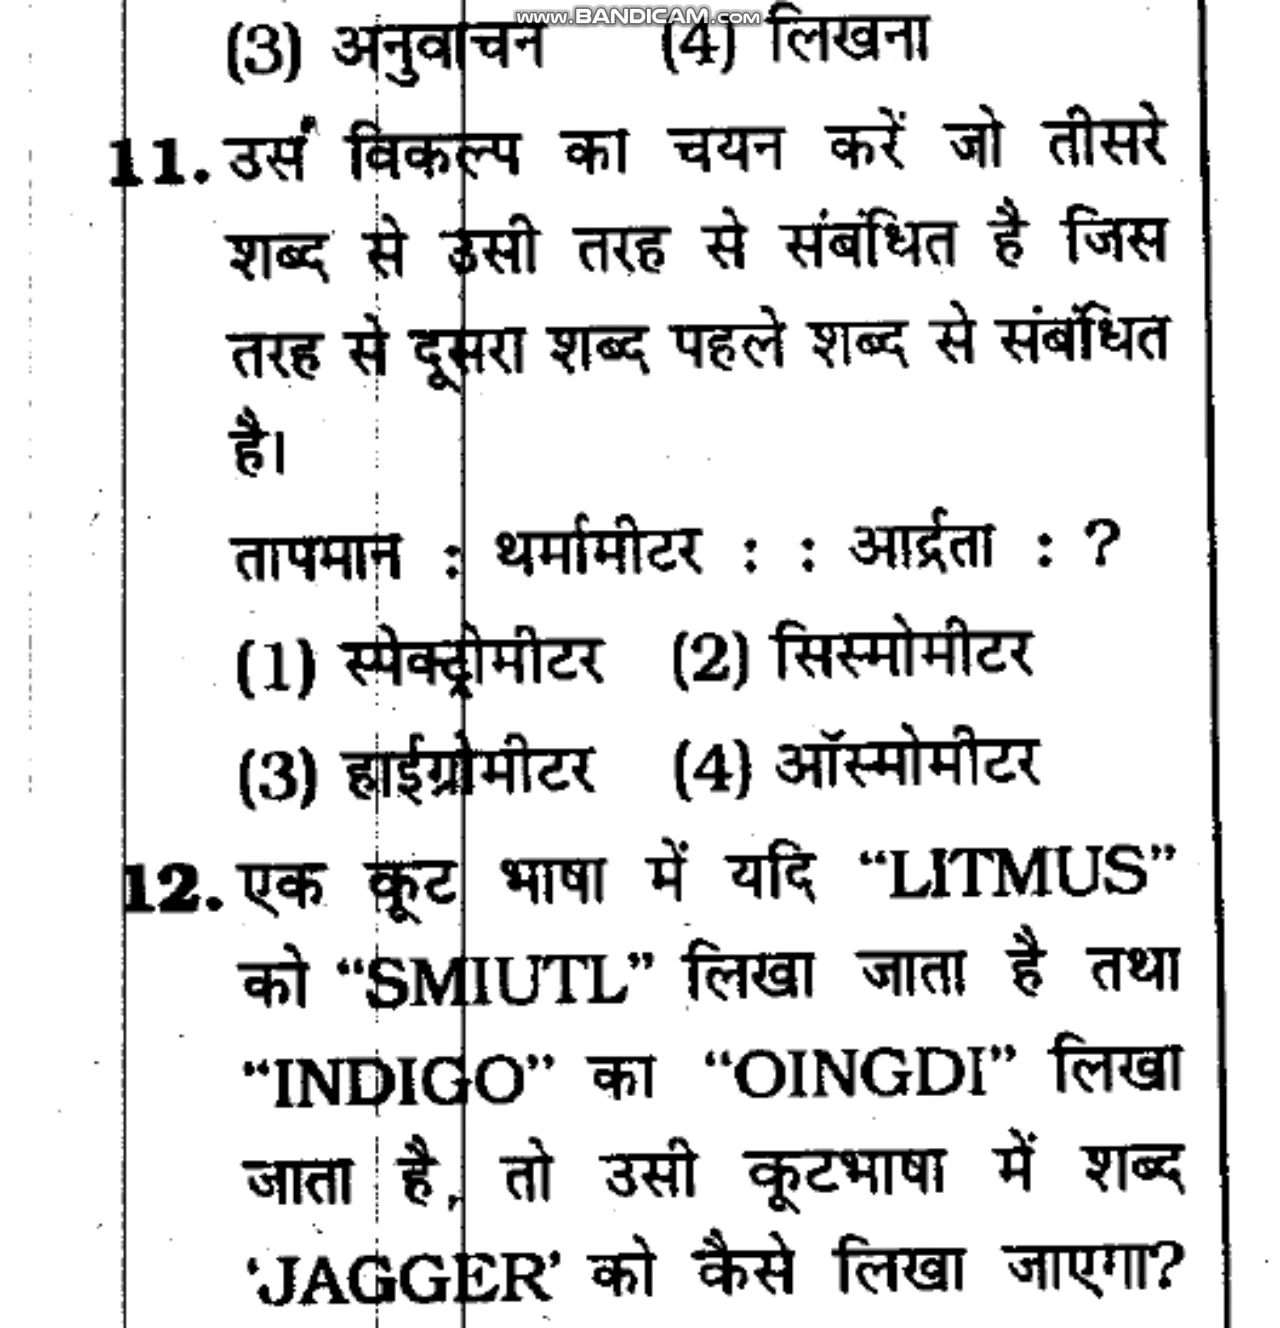 www.BANDICAM.com
(3) अनुवाचन (4) लिखना
11. उस विकल्प का चयन करें जो तीसरे
शब्द से उसी तरह से संबंधित है जिस
तरह से दूसरा शब्द पहले शब्द से संबंधित
है।
तापमान : थर्मामीटर : : आर्द्रता : ?
(1) स्पेक्ट्रोमीटर (2) सिस्मोमीटर
(3) हाईग्रोमीटर (4) ऑस्मोमीटर
12. एक कूट भाषा में यदि “LITMUS”
को “SMIUTL” लिखा जाता है तथा
“INDIGO” का “OINGDI” लिखा
जाता है, तो उसी कूटभाषा में शब्द
‘JAGGER’ को कैसे लिखा जाएगा?